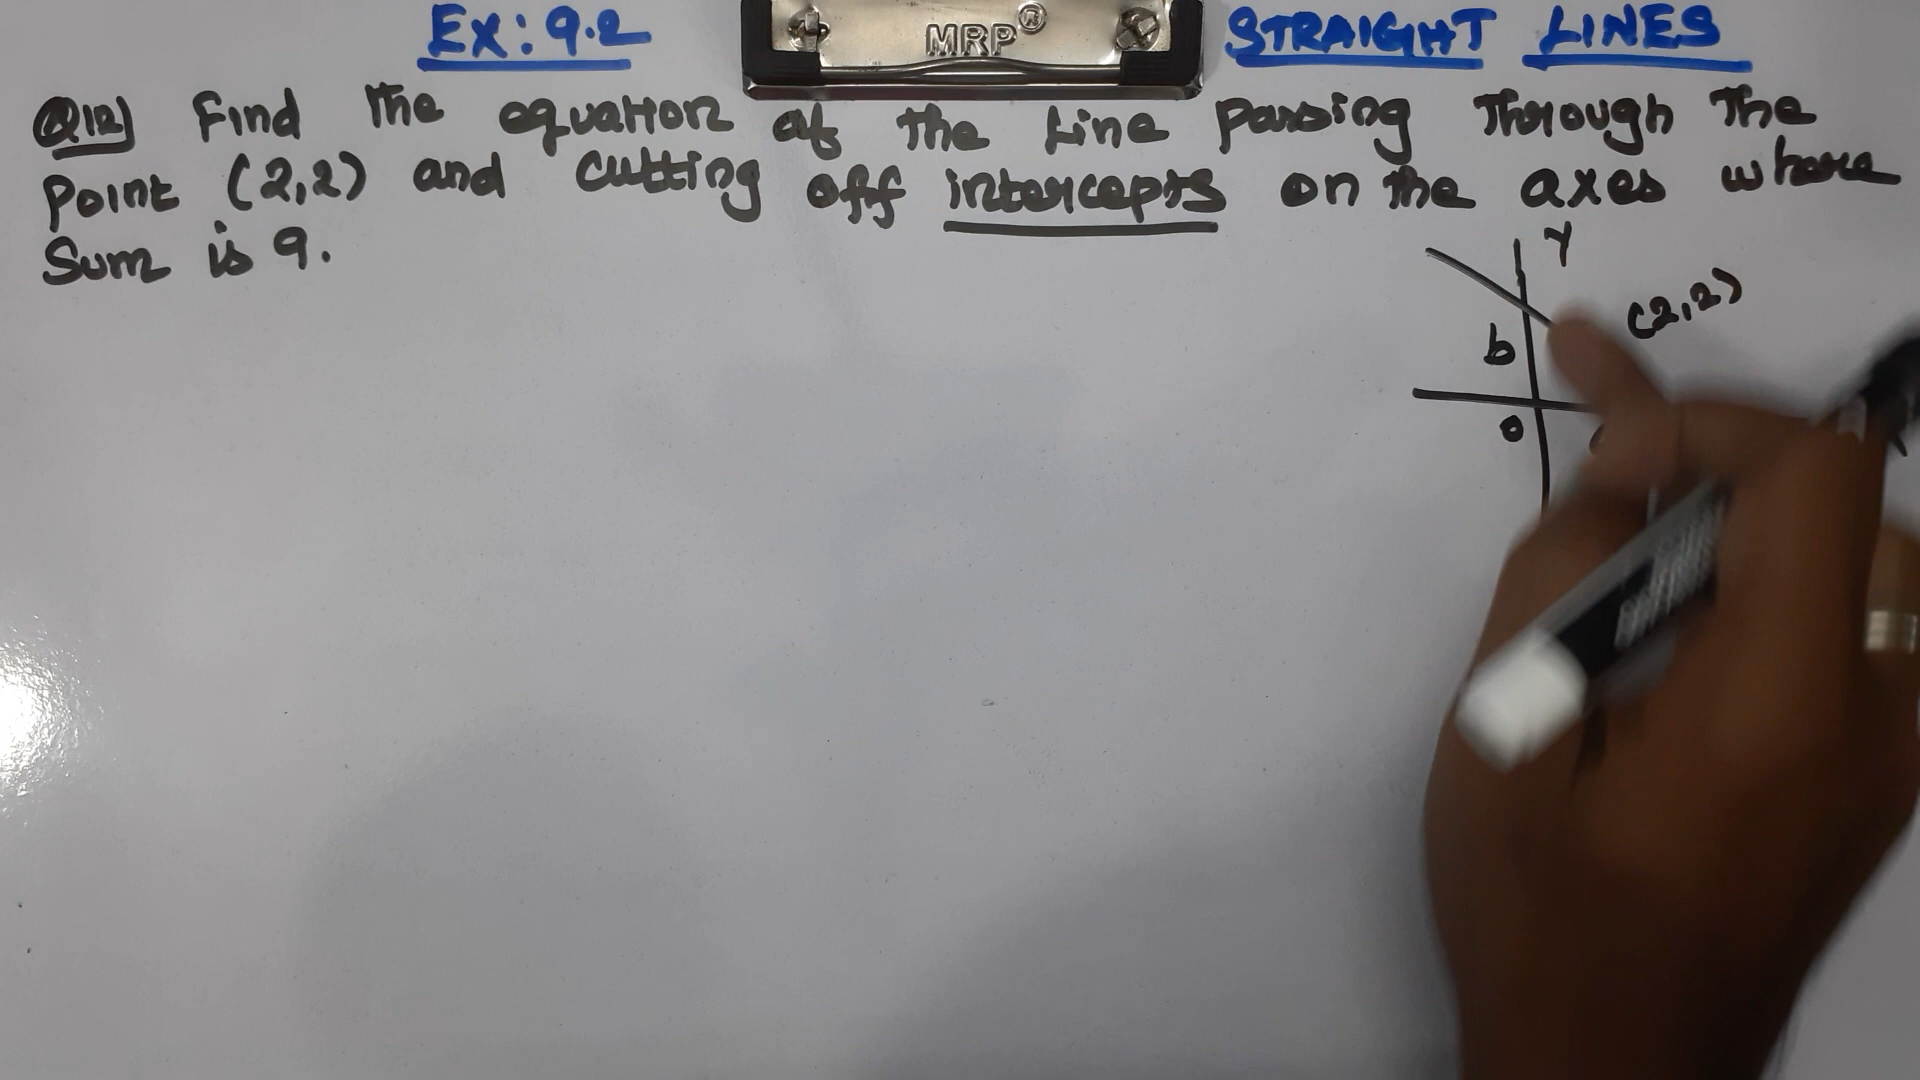 EX: 9.2
MRP®
STRAIGHT LINES
Q12) Find the equation of the line passing through the
point (2,2) and cutting off intercepts on the axes whose
sum is 9.
Y
(2,2)
b
0